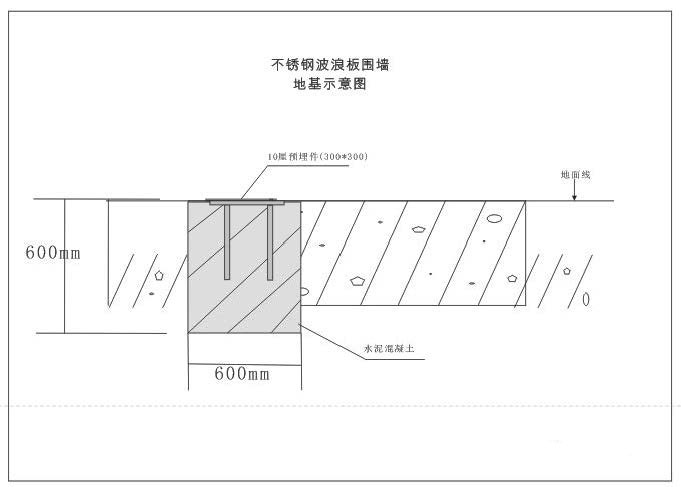 不锈钢波浪板围墙
地基示意图
10厘预埋件(300*300)
地面线
600mm
水泥混凝土
600mm